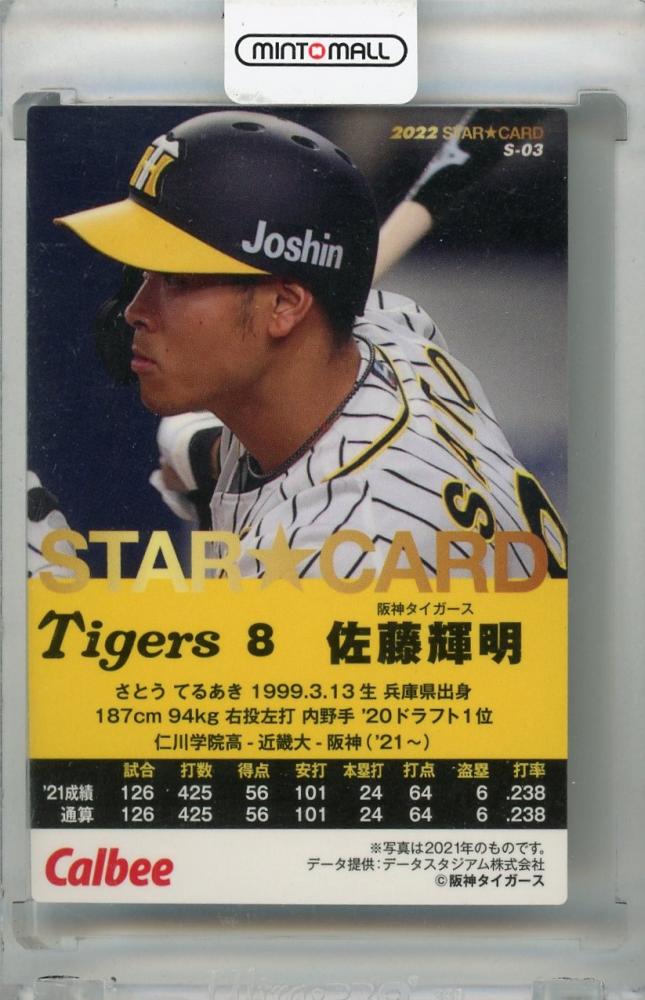 MINT MALL
2022 STAR★CARD
S-03
H
Joshin
SATO
STAR★CARD
阪神タイガース
Tigers 8 佐藤輝明
さとう てるあき 1999.3.13生 兵庫県出身
187cm 94kg 右投左打 内野手 '20ドラフト1位
仁川学院高 - 近畿大 - 阪神('21〜)
試合 打数 得点 安打 本塁打 打点 盗塁 打率
'21成績 126 425 56 101 24 64 6 .238
通算 126 425 56 101 24 64 6 .238
Calbee
※写真は2021年のものです。
データ提供:データスタジアム株式会社
©阪神タイガース